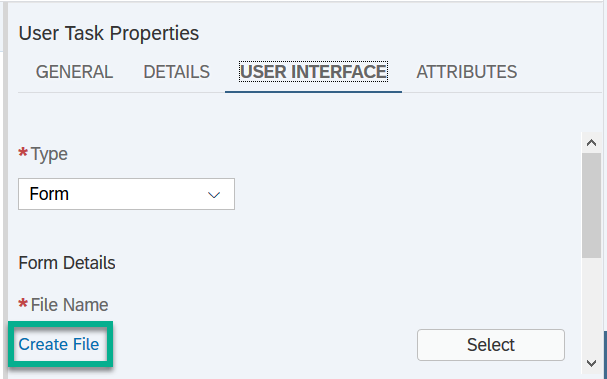 User Task Properties
GENERAL DETAILS USER INTERFACE ATTRIBUTES
*Type
Form
Form Details
*File Name
Create File Select